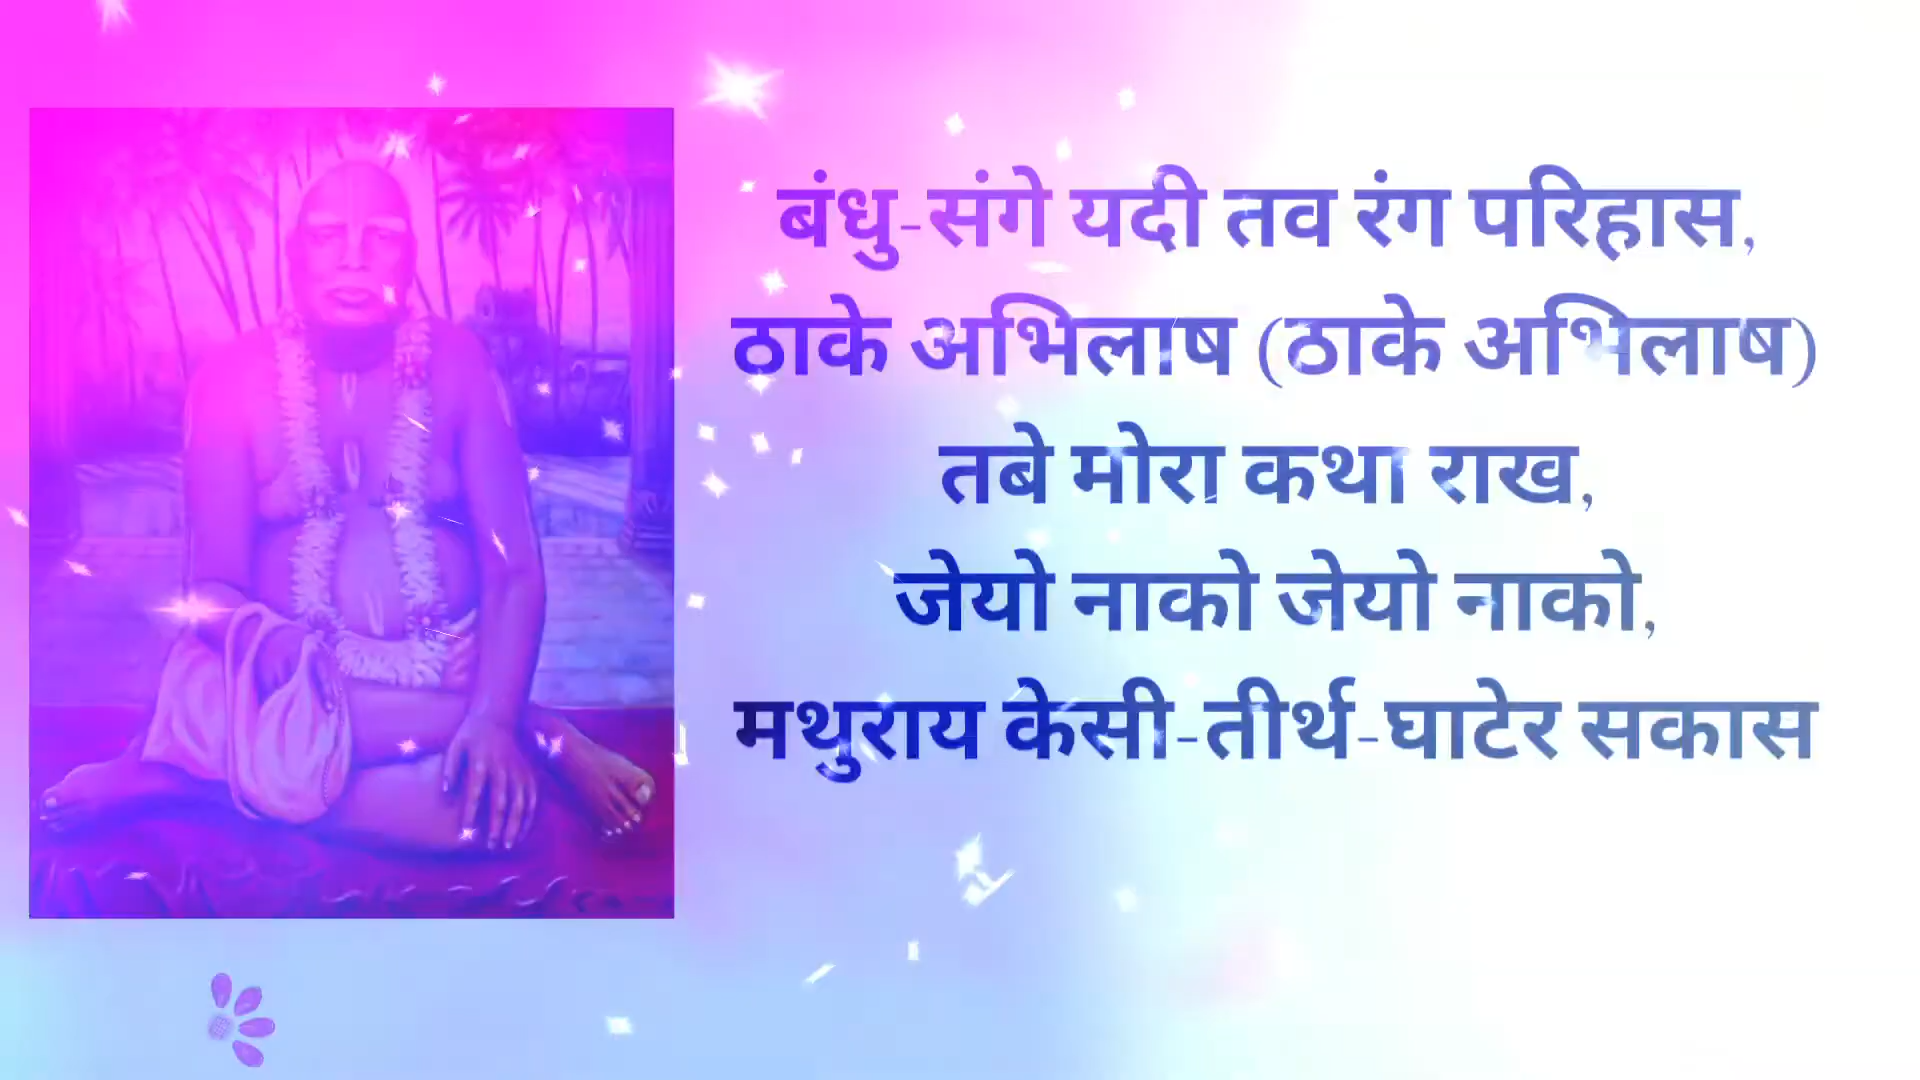 बंधु-संगे यदी तव रंग परिहास,
ठाके अभिलाष (ठाके अभिलाष)
तबे मोरा कथा राख,
जेयो नाको जेयो नाको,
मथुराय केसी-तीर्थ-घाटेर सकास